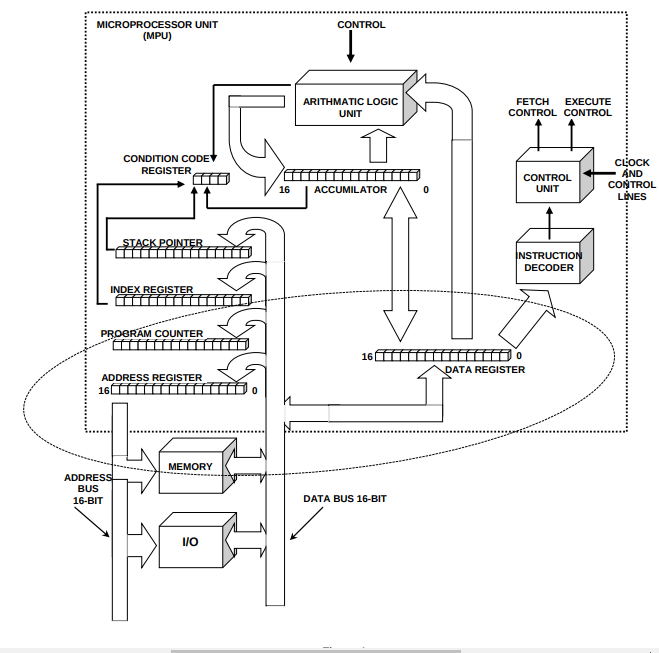 MICROPROCESSOR UNIT
(MPU)
CONTROL
ARITHMATIC LOGIC
UNIT
FETCH
CONTROL
EXECUTE
CONTROL
CONDITION CODE
REGISTER
16
ACCUMILATOR
0
CONTROL
UNIT
CLOCK
AND
CONTROL
LINES
STACK POINTER
INSTRUCTION
DECODER
INDEX REGISTER
PROGRAM COUNTER
16
0
DATA REGISTER
ADDRESS REGISTER
16
0
MEMORY
ADDRESS
BUS
16-BIT
DATA BUS 16-BIT
I/O